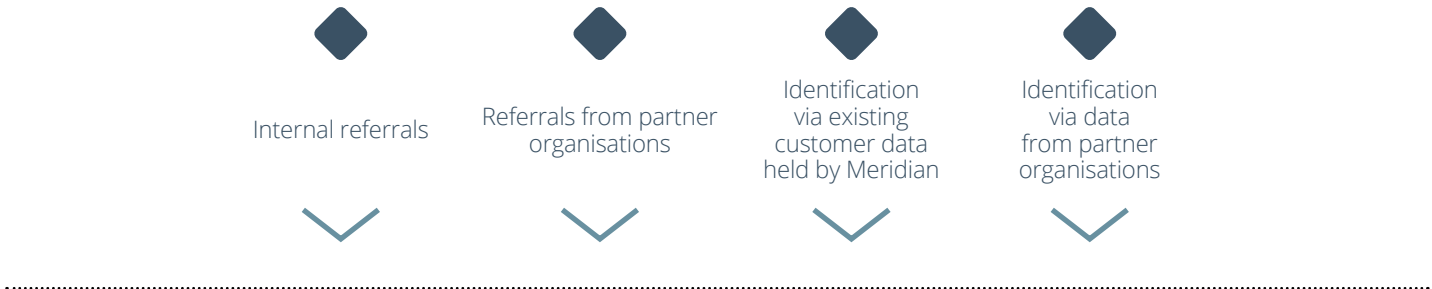 Internal referrals
Referrals from partner
organisations
Identification
via existing
customer data
held by Meridian
Identification
via data
from partner
organisations